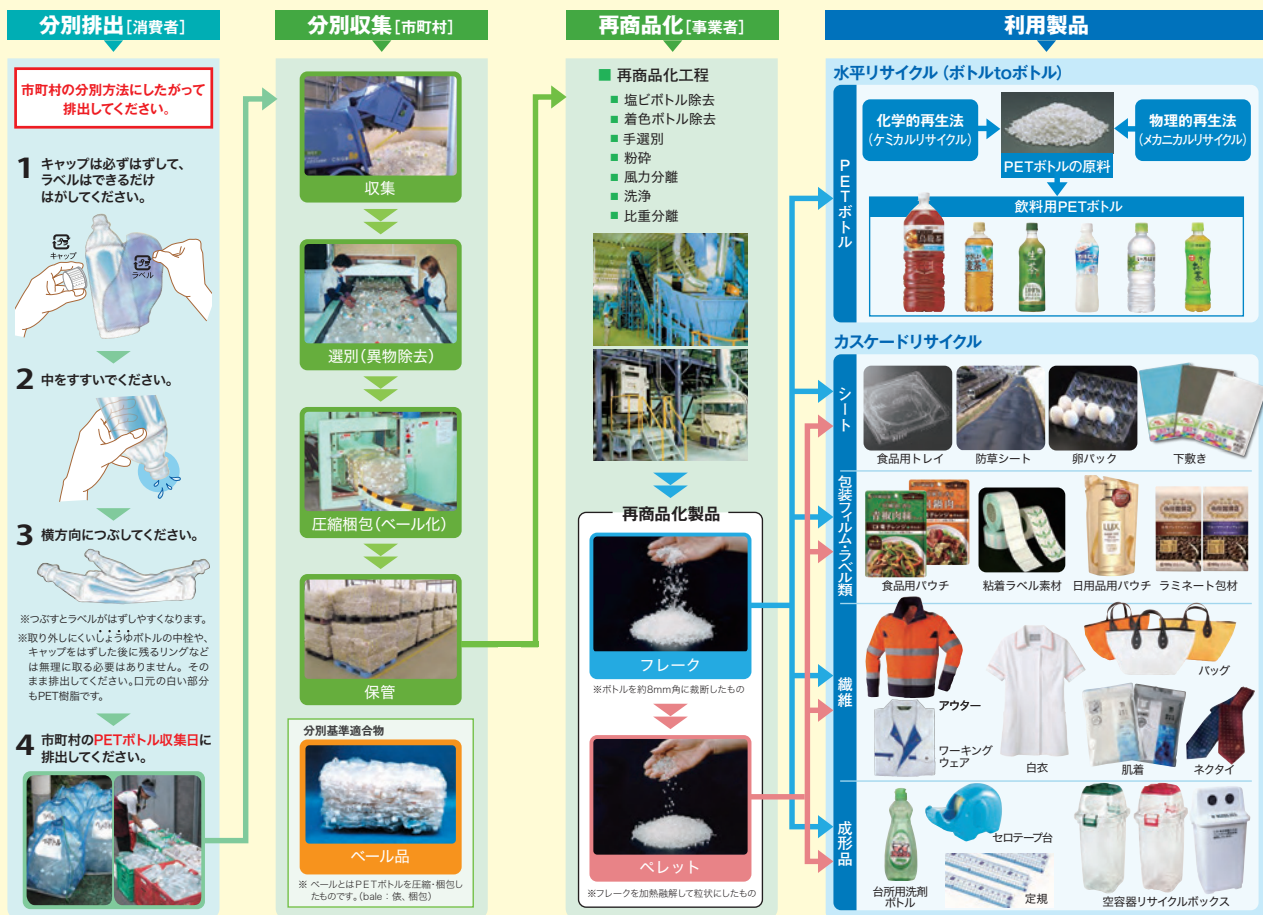 分別排出[消費者]
市町村の分別方法にしたがって
排出してください。
1 キャップは必ずはずして、
ラベルはできるだけ
はがしてください。
キャップ
ラベル
2 中をすすいでください。
3 横方向につぶしてください。
※つぶすとラベルがはずしやすくなります。
※取り外しにくいしょうゆボトルの中栓や、
キャップをはずした後に残るリングなど
は無理に取る必要はありません。その
まま排出してください。口元の白い部分
もPET樹脂です。
4 市町村のPETボトル収集日に
排出してください。
分別収集[市町村]
収集
選別(異物除去)
圧縮梱包(ベール化)
保管
分別基準適合物
ベール品
※ ベールとはPETボトルを圧縮・梱包し
たものです。(bale:俵、梱包)
再商品化[事業者]
■ 再商品化工程
■ 塩ビボトル除去
■ 着色ボトル除去
■ 手選別
■ 粉砕
■ 風力分離
■ 洗浄
■ 比重分離
再商品化製品
フレーク
※ボトルを約8mm角に裁断したもの
ペレット
※フレークを加熱融解して粒状にしたもの
利用製品
水平リサイクル(ボトルtoボトル)
PETボトル
化学的再生法
(ケミカルリサイクル)
物理的再生法
(メカニカルリサイクル)
PETボトルの原料
飲料用PETボトル
烏龍茶
麦茶
生茶
カスケードリサイクル
シート
食品用トレイ
防草シート
卵パック
下敷き
包装フィルム・ラベル類
青椒肉絲
LUX
食品用パウチ
粘着ラベル素材
日用品用パウチ
ラミネート包材
繊維
アウター
ワーキング
ウェア
白衣
バッグ
肌着
ネクタイ
成形品
台所用洗剤
ボトル
セロテープ台
定規
空容器リサイクルボックス